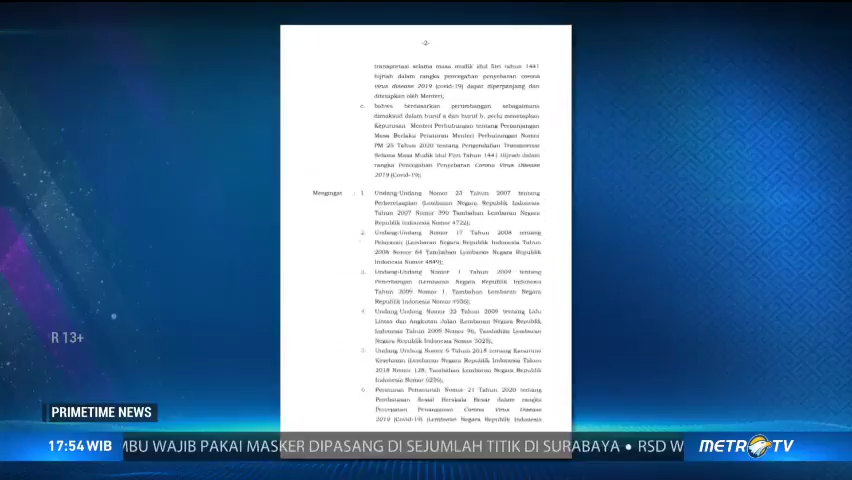 -2-
transportasi selama masa mudik idul fitri tahun 1441
hijriah dalam rangka pencegahan penyebaran corona
virus disease 2019 (covid-19) dapat diperpanjang dan
ditetapkan oleh Menteri;
c. bahwa berdasarkan pertimbangan sebagaimana
dimaksud dalam huruf a dan huruf b, perlu menetapkan
Keputusan Menteri Perhubungan tentang Perpanjangan
Masa Berlaku Peraturan Menteri Perhubungan Nomor
PM 25 Tahun 2020 tentang Pengendalian Transportasi
Selama Masa Mudik Idul Fitri Tahun 1441 Hijriah dalam
rangka Pencegahan Penyebaran Corona Virus Disease
2019 (Covid-19);
Mengingat : 1. Undang-Undang Nomor 23 Tahun 2007 tentang
Perkeretaapian (Lembaran Negara Republik Indonesia
Tahun 2007 Nomor Tambahan Lembaran Negara
Republik Indonesia Nomor 4722);
2. Undang-Undang Nomor 17 Tahun 2008 tentang
Pelayaran (Lembaran Negara Republik Indonesia Tahun
2008 Nomor 64 Tambahan Lembaran Negara Republik
Indonesia Nomor 4849);
3. Undang-Undang Nomor 1 Tahun 2009 tentang
Penerbangan (Lembaran Negara Republik Indonesia
Tahun 2009 Nomor 1, Tambahan Lembaran Negara
Republik Indonesia Nomor 4956);
4. Undang-Undang Nomor 22 Tahun 2009 tentang Lalu
Lintas dan Angkutan Jalan (Lembaran Negara Republik
Indonesia Tahun 2009 Nomor 96, Tambahan Lembaran
Negara Republik Indonesia Nomor 5025);
5. Undang-Undang Nomor 6 Tahun 2018 tentang Karantina
Kesehatan (Lembaran Negara Republik Indonesia Tahun
2018 Nomor 128, Tambahan Lembaran Negara Republik
Indonesia Nomor 6236);
6. Peraturan Pemerintah Nomor 21 Tahun 2020 tentang
Pembatasan Sosial Berskala Besar dalam rangka
Percepatan Penanganan Corona Virus Disease
2019 (Covid-19) (Lembaran Negara Republik Indonesia
R 13+
PRIMETIME NEWS
17:54 WIB MBU WAJIB PAKAI MASKER DIPASANG DI SEJUMLAH TITIK DI SURABAYA • RSD W METRO TV